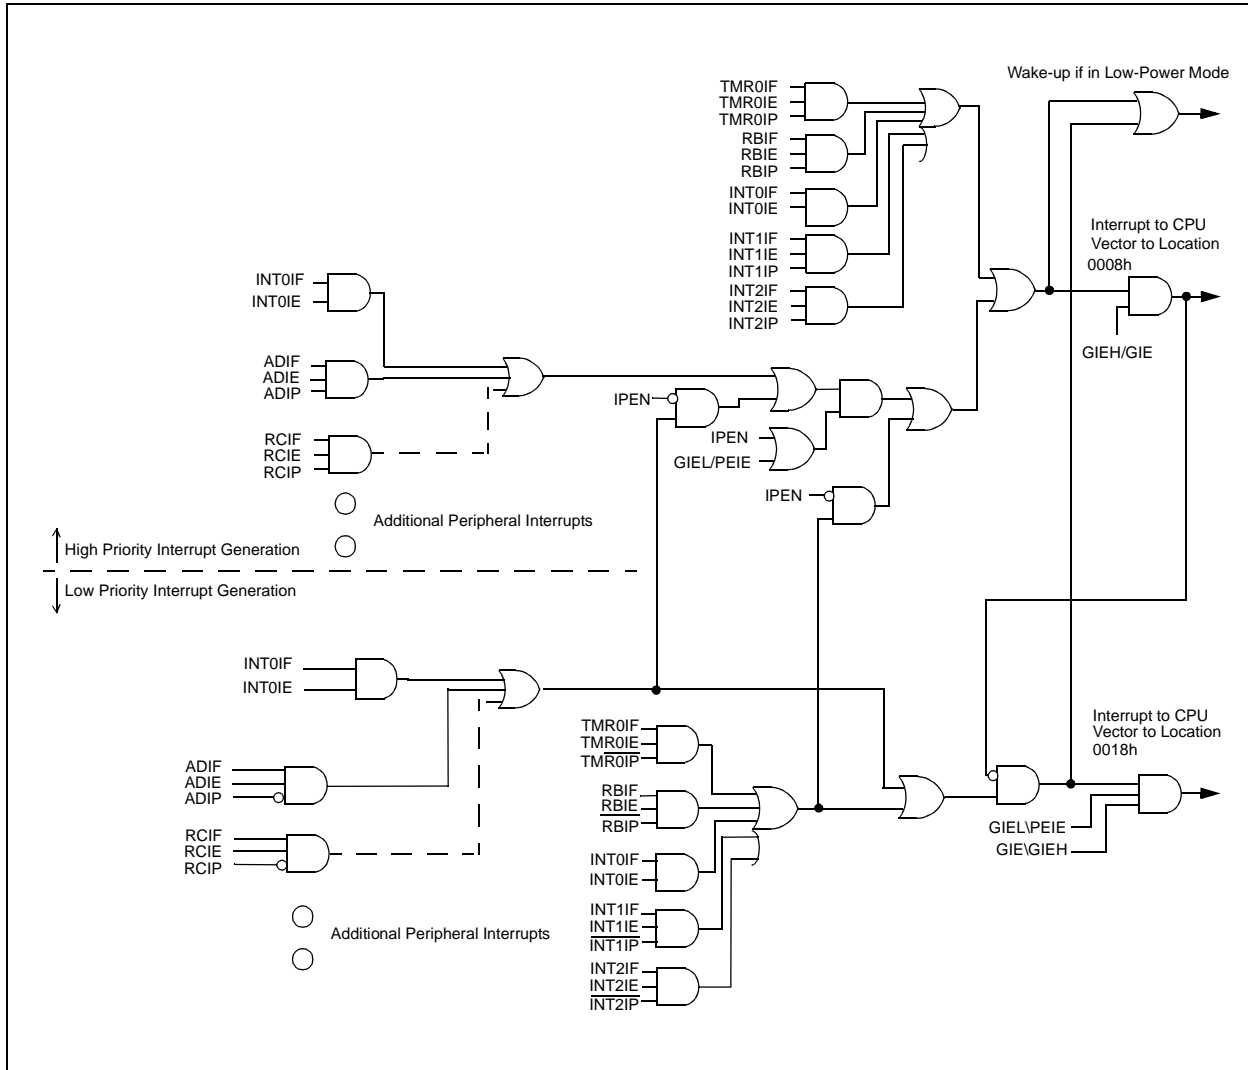 Wake-up if in Low-Power Mode
TMR0IF
TMR0IE
TMR0IP
RBIF
RBIE
RBIP
INT0IF
INT0IE
INT1IF
INT1IE
INT1IP
INT2IF
INT2IE
INT2IP
Interrupt to CPU
Vector to Location
0008h
GIEH/GIE
INT0IF
INT0IE
ADIF
ADIE
ADIP
RCIF
RCIE
RCIP
IPEN
IPEN
GIEL/PEIE
IPEN
Additional Peripheral Interrupts
High Priority Interrupt Generation
Low Priority Interrupt Generation
INT0IF
INT0IE
ADIF
ADIE
ADIP
RCIF
RCIE
RCIP
Additional Peripheral Interrupts
TMR0IF
TMR0IE
TMR0IP
RBIF
RBIE
RBIP
INT0IF
INT0IE
INT1IF
INT1IE
INT1IP
INT2IF
INT2IE
INT2IP
Interrupt to CPU
Vector to Location
0018h
GIEL\PEIE
GIE\GIEH